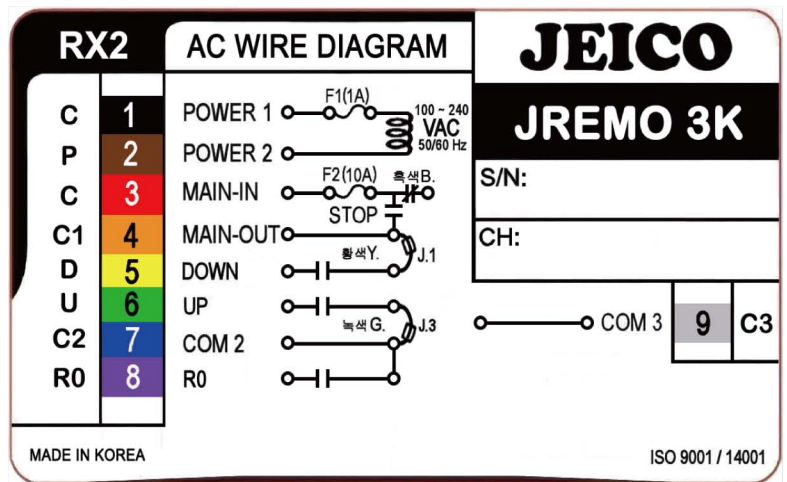 RX2 AC WIRE DIAGRAM JEICO
JREMO 3K
S/N:
CH:
C 1 POWER 1 F1(1A) 100 ~ 240
VAC
50/60 Hz
P 2 POWER 2
C 3 MAIN-IN F2(10A) 흑색B.
STOP
C1 4 MAIN-OUT
황색Y. J.1
D 5 DOWN
U 6 UP
녹색G. J.3
C2 7 COM 2
R0 8 R0
COM 3 9 C3
MADE IN KOREA ISO 9001 / 14001